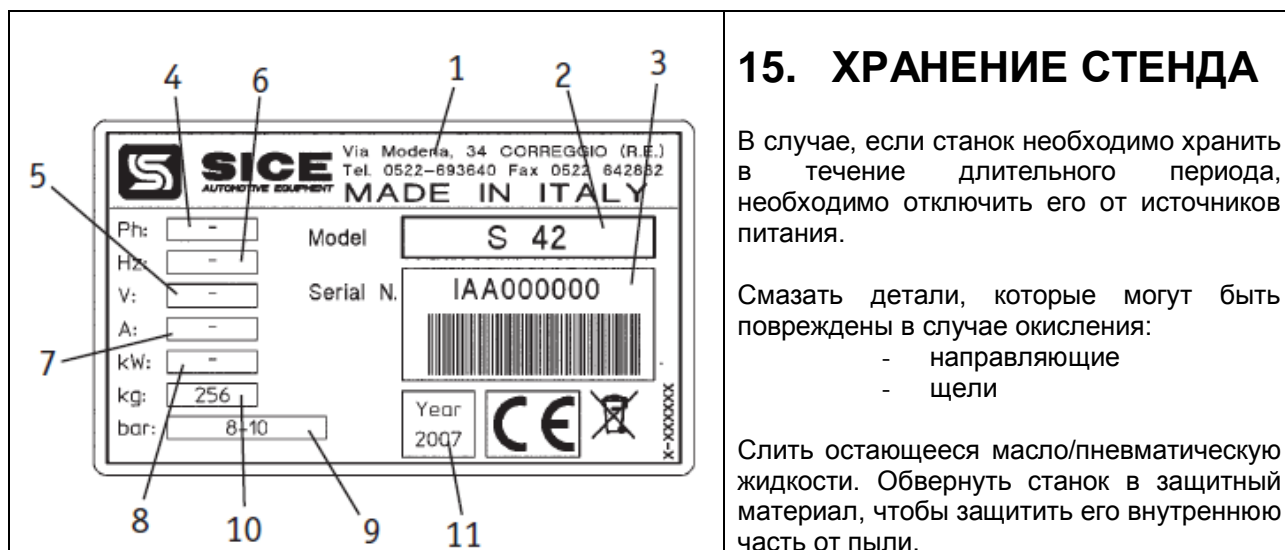 1
2
3
4
6
5
7
8
10
9
11
S SICE
AUTOMOTIVE EQUIPMENT
Via Modena, 34 CORREGGIO (R.E.)
Tel. 0522-693640 Fax 0522 642882
MADE IN ITALY
Ph: -
Hz: -
V: -
A: -
kW: -
kg: 256
bar: 8-10
Model S 42
Serial N. IAA000000
Year
2007
CE
x-xxxxxx
15. ХРАНЕНИЕ СТЕНДА
В случае, если станок необходимо хранить
в течение длительного периода,
необходимо отключить его от источников
питания.
Смазать детали, которые могут быть
повреждены в случае окисления:
- направляющие
- щели
Слить остающееся масло/пневматическую
жидкости. Обвернуть станок в защитный
материал, чтобы защитить его внутреннюю
часть от пыли.